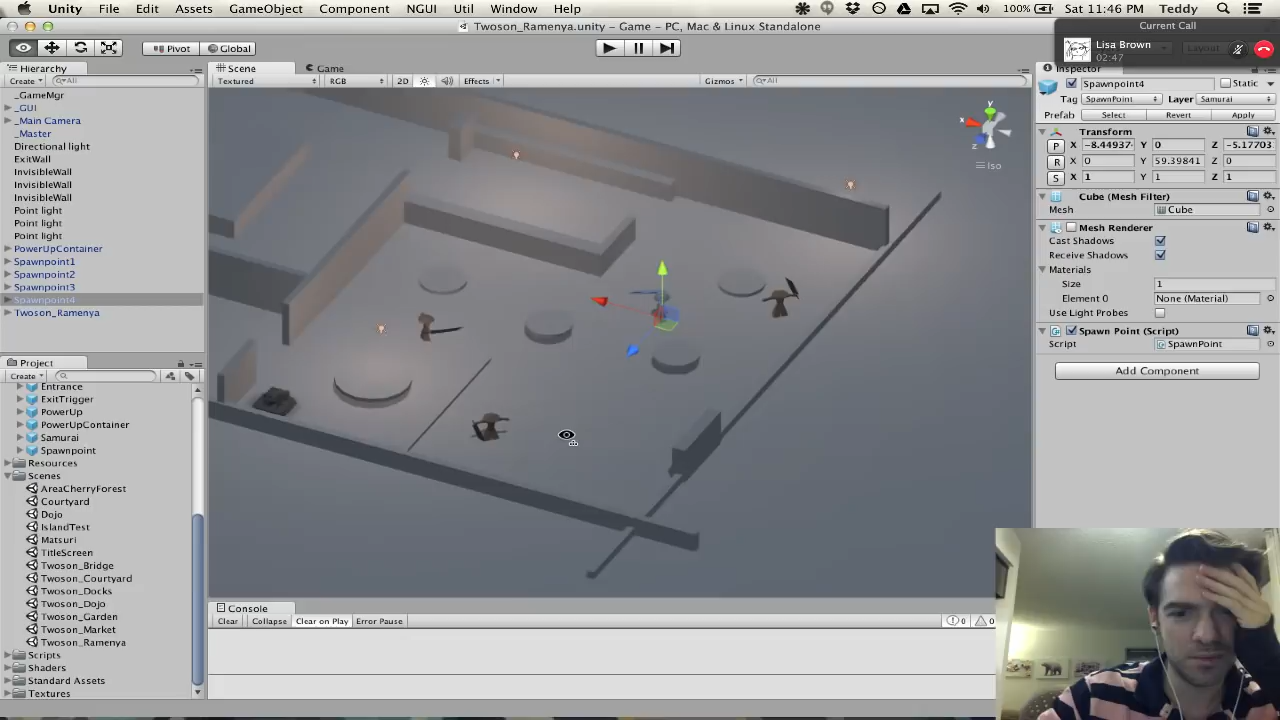 Unity File Edit Assets GameObject Component NGUI Util Twoson Window Help 100% Sat 11:46 PM Teddy
Twoson_Ramenya.unity - Game - PC, Mac & Linux Standalone
Current Call
Lisa Brown
02:47
Pivot Global Layout
Hierarchy
Create All
_GameMgr
_GUI
_Main Camera
_Master
Directional light
ExitWall
InvisibleWall
InvisibleWall
InvisibleWall
Point light
Point light
Point light
PowerUpContainer
Spawnpoint1
Spawnpoint2
Spawnpoint3
Spawnpoint4
Twoson_Ramenya
Project
Create
Entrance
ExitTrigger
PowerUp
PowerUpContainer
Samurai
Spawnpoint
Resources
Scenes
AreaCherryForest
Courtyard
Dojo
IslandTest
Matsuri
TitleScreen
Twoson_Bridge
Twoson_Courtyard
Twoson_Docks
Twoson_Dojo
Twoson_Garden
Twoson_Market
Twoson_Ramenya
Scripts
Shaders
Standard Assets
Textures
Scene Game
Textured RGB 2D Effects Gizmos All
y
x
z
Iso
Console
Clear Collapse Clear on Play Error Pause 0 0
Inspector
Spawnpoint4 Static
Tag SpawnPoint Layer Samurai
Prefab Select Revert Apply
Transform
P X -8.44937 Y 0 Z -5.17703
R X 0 Y 59.39841 Z 0
S X 1 Y 1 Z 1
Cube (Mesh Filter)
Mesh Cube
Mesh Renderer
Cast Shadows
Receive Shadows
Materials
Size 1
Element 0 None (Material)
Use Light Probes
Spawn Point (Script)
Script SpawnPoint
Add Component